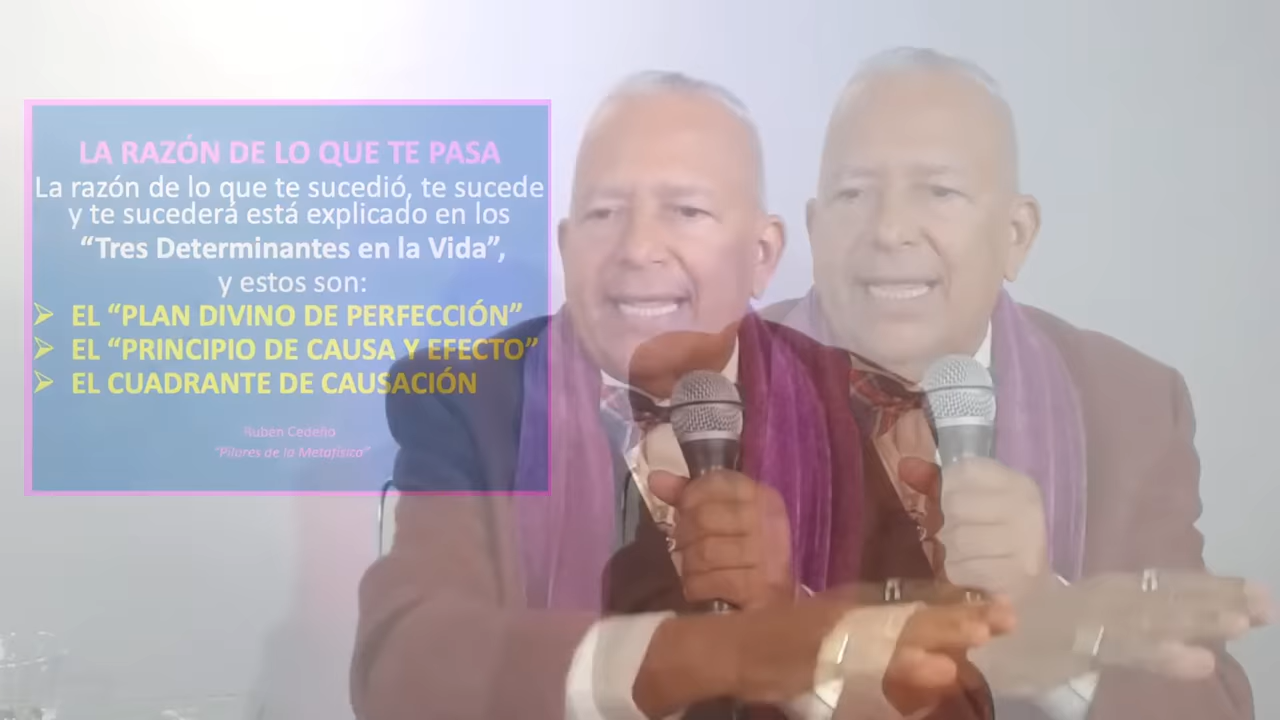 LA RAZÓN DE LO QUE TE PASA
La razón de lo que te sucedió, te sucede
y te sucederá está explicado en los
“Tres Determinantes en la Vida”,
y estos son:
➢ EL “PLAN DIVINO DE PERFECCIÓN”
➢ EL “PRINCIPIO DE CAUSA Y EFECTO”
➢ EL CUADRANTE DE CAUSACIÓN
Ruben Cedeño
“Pilares de la Metafísica”